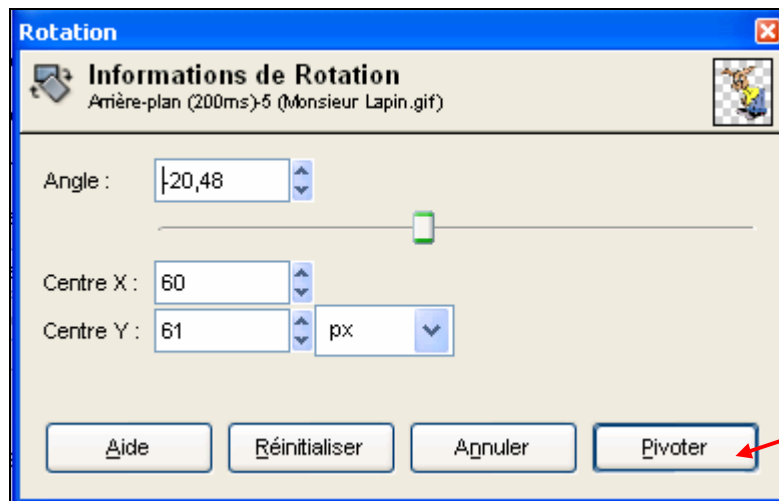 Rotation
Informations de Rotation
Arrière-plan (200ms)-5 (Monsieur Lapin.gif)
Angle : -20,48
Centre X : 60
Centre Y : 61 px
Aide Réinitialiser Annuler Pivoter